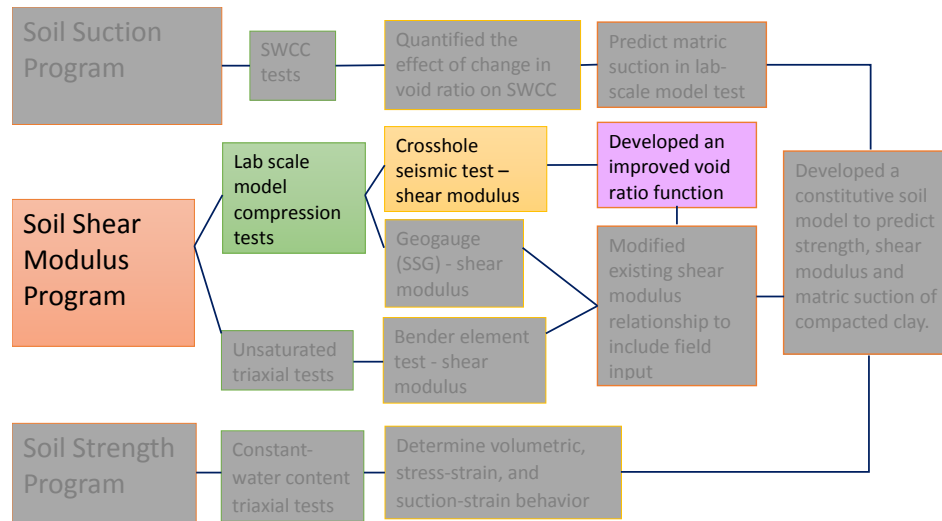 Soil Suction
Program
SWCC
tests
Quantified the
effect of change in
void ratio on SWCC
Predict matric
suction in lab-
scale model test
Soil Shear
Modulus
Program
Lab scale
model
compression
tests
Crosshole
seismic test –
shear modulus
Developed an
improved void
ratio function
Geogauge
(SSG) - shear
modulus
Unsaturated
triaxial tests
Bender element
test - shear
modulus
Modified
existing shear
modulus
relationship to
include field
input
Developed a
constitutive soil
model to predict
strength, shear
modulus and
matric suction of
compacted clay.
Soil Strength
Program
Constant-
water content
triaxial tests
Determine volumetric,
stress-strain, and
suction-strain behavior